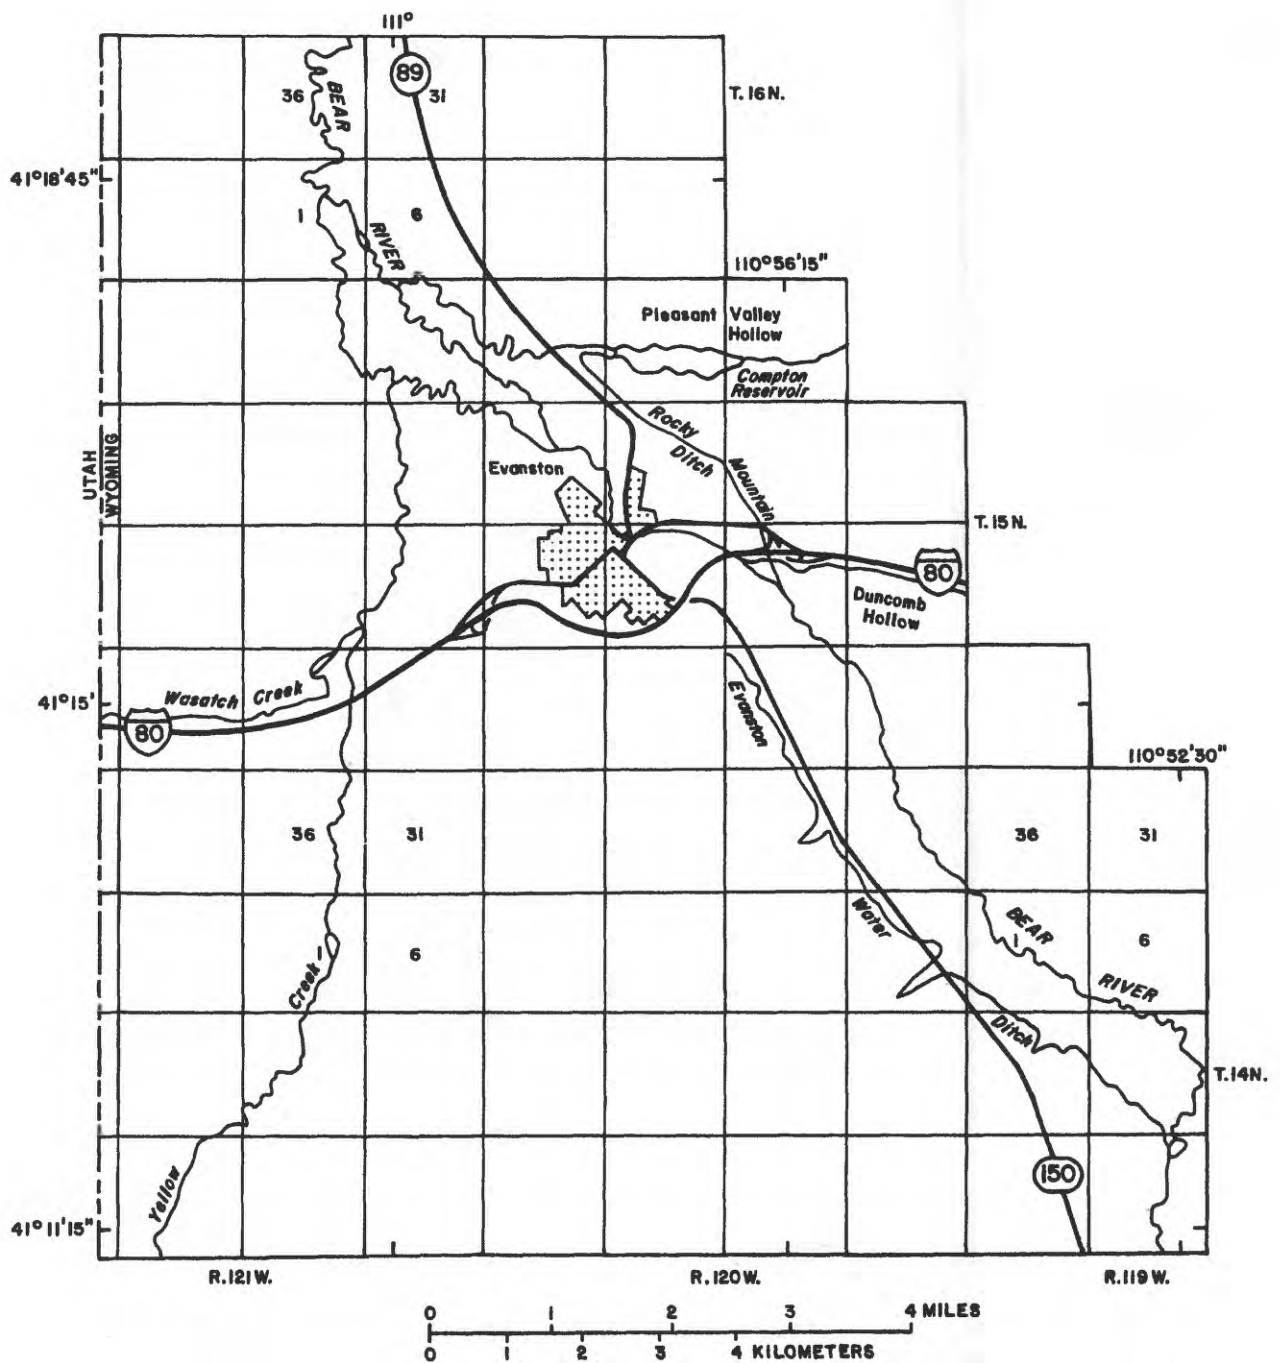 111°
89
36
BEAR
31
T. 16 N.
41°18'45"
1
6
RIVER
110°56'15"
Pleasant Valley
Hollow
Compton
Reservoir
Rocky
Mountain
Ditch
UTAH
WYOMING
Evanston
T. 15 N.
80
Duncomb
Hollow
Wasatch Creek
41°15'
80
Evanston
Water
Ditch
110°52'30"
36
31
36
31
6
1
BEAR
RIVER
6
Yellow
Creek
T. 14 N.
150
41°11'15"
R. 121 W.
R. 120 W.
R. 119 W.
0 1 2 3 4 MILES
0 1 2 3 4 KILOMETERS